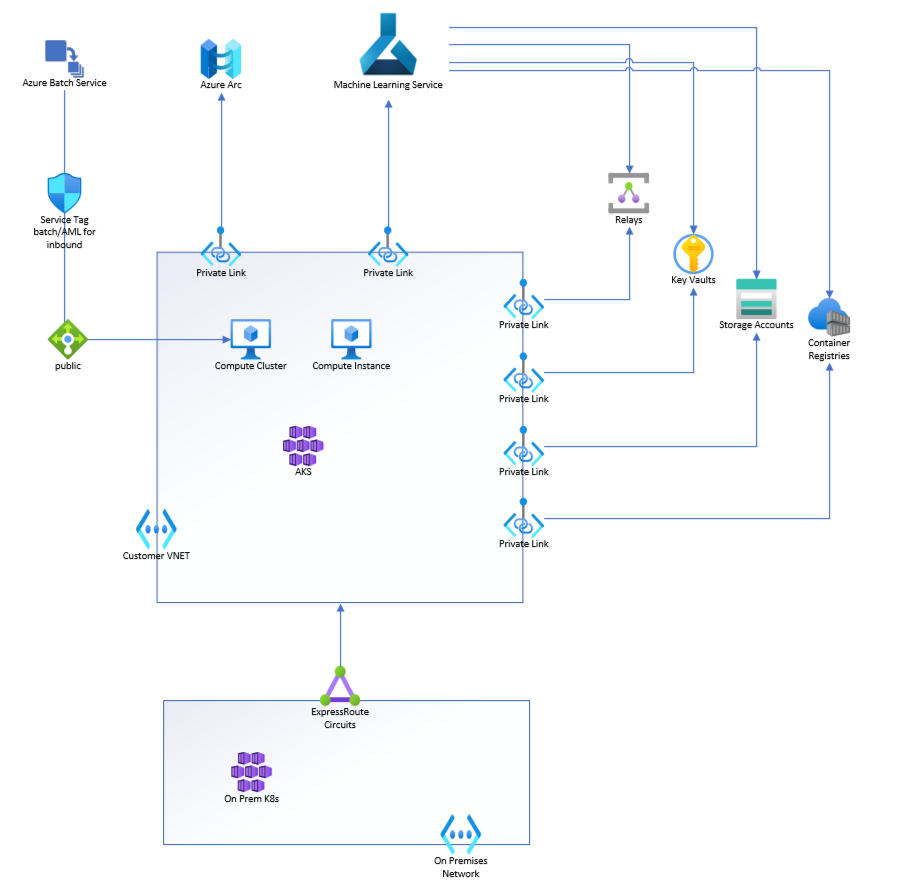 Azure Batch Service
Azure Arc
Machine Learning Service
Service Tag
batch/AML for
inbound
Relays
Private Link
Private Link
Key Vaults
Private Link
Storage Accounts
Container
Registries
public
Compute Cluster
Compute Instance
Private Link
AKS
Private Link
Customer VNET
Private Link
ExpressRoute
Circuits
On Prem K8s
On Premises
Network